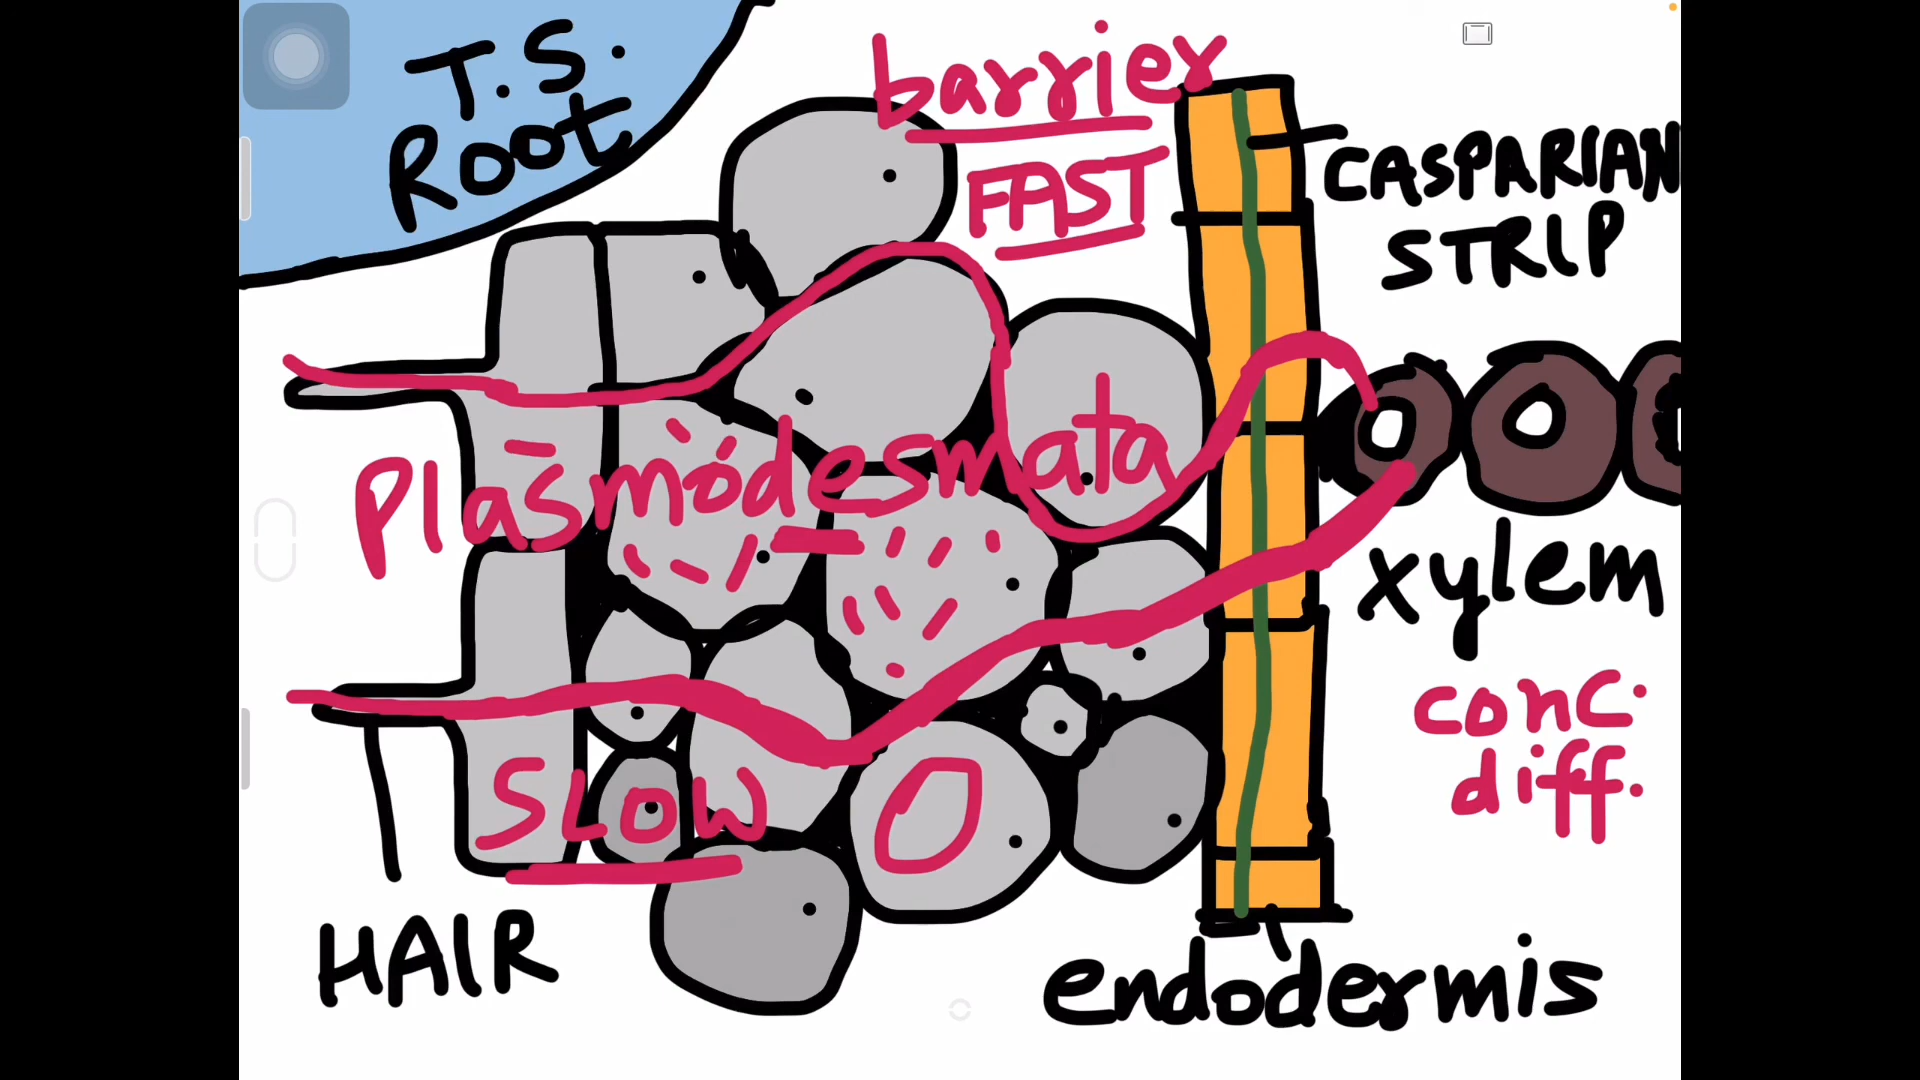 T.S.
Root
barrier
FAST
CASPARIAN
STRIP
Plasmodesmata
xylem
conc.
diff.
SLOW
HAIR
endodermis